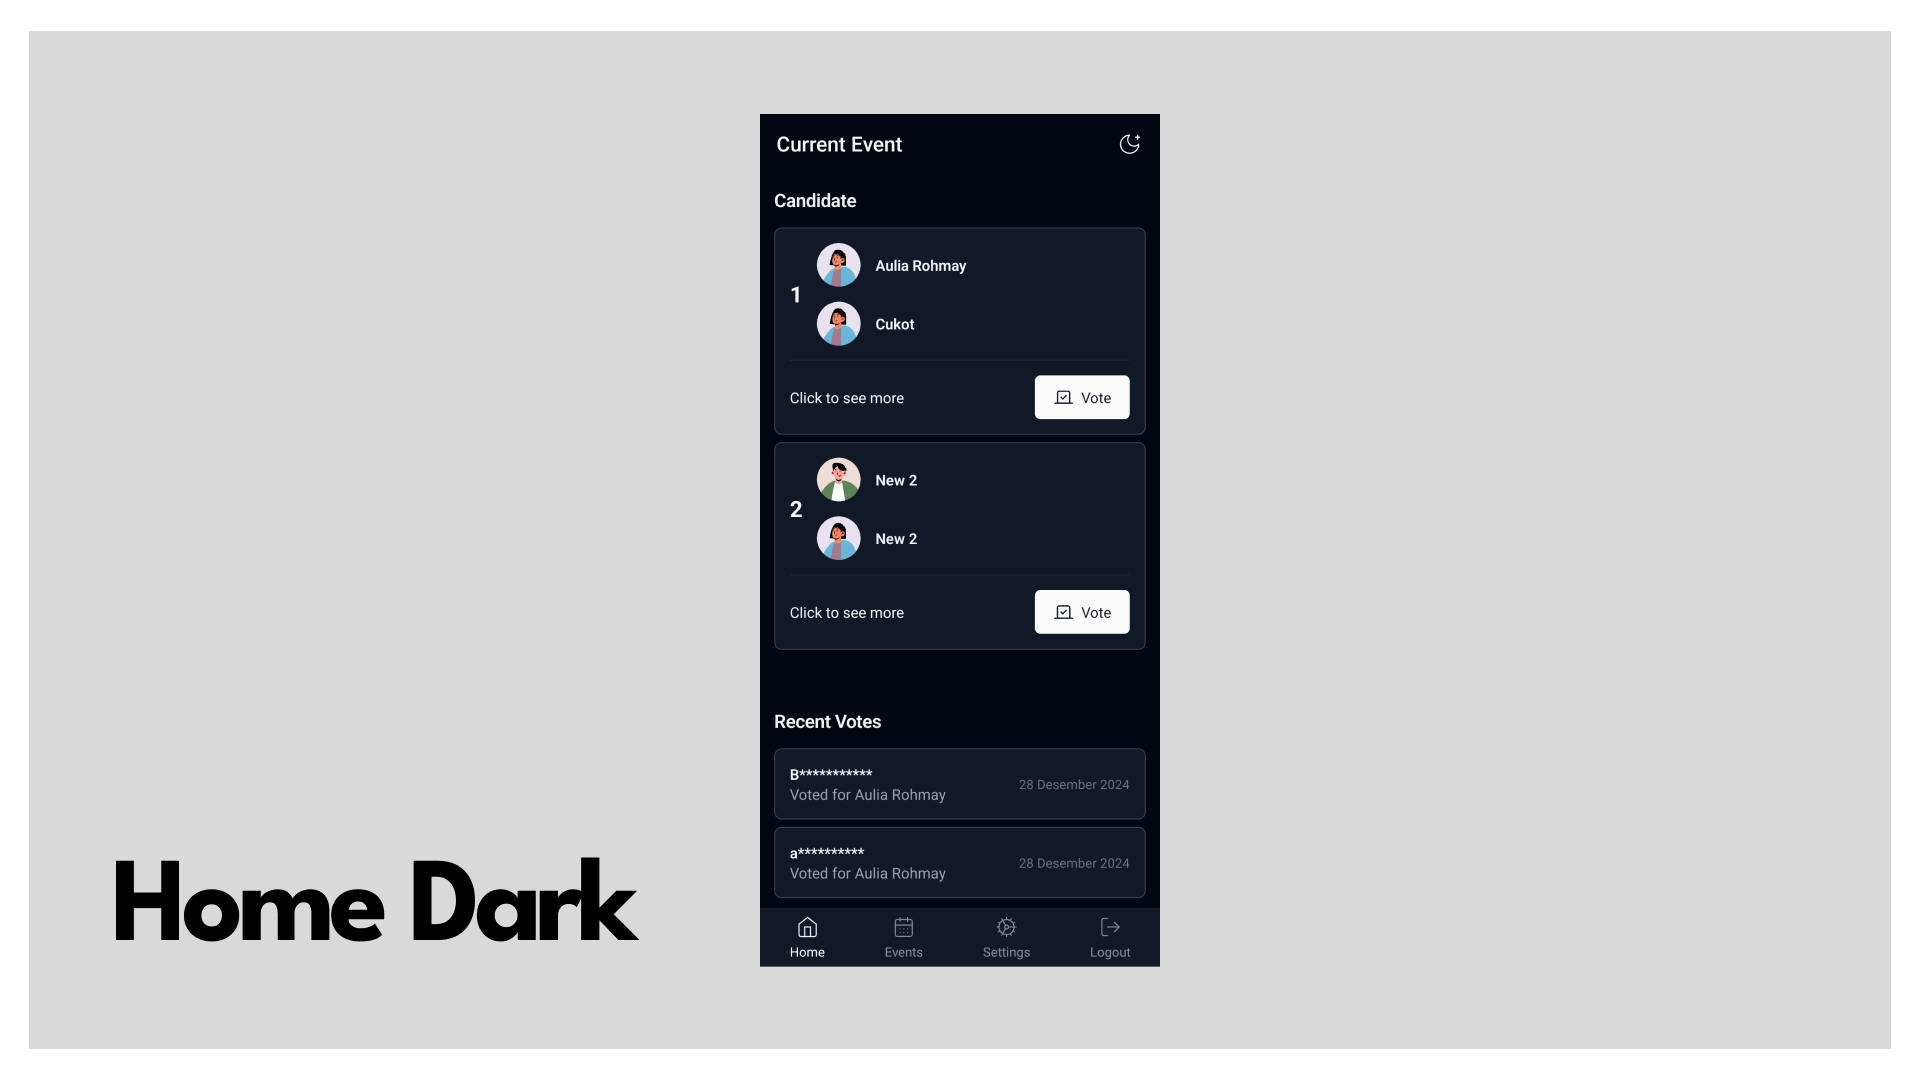 Current Event
Candidate
1
Aulia Rohmay
Cukot
Click to see more
Vote
2
New 2
New 2
Click to see more
Vote
Recent Votes
B***********
Voted for Aulia Rohmay
28 Desember 2024
a**********
Voted for Aulia Rohmay
28 Desember 2024
Home
Events
Settings
Logout
Home Dark